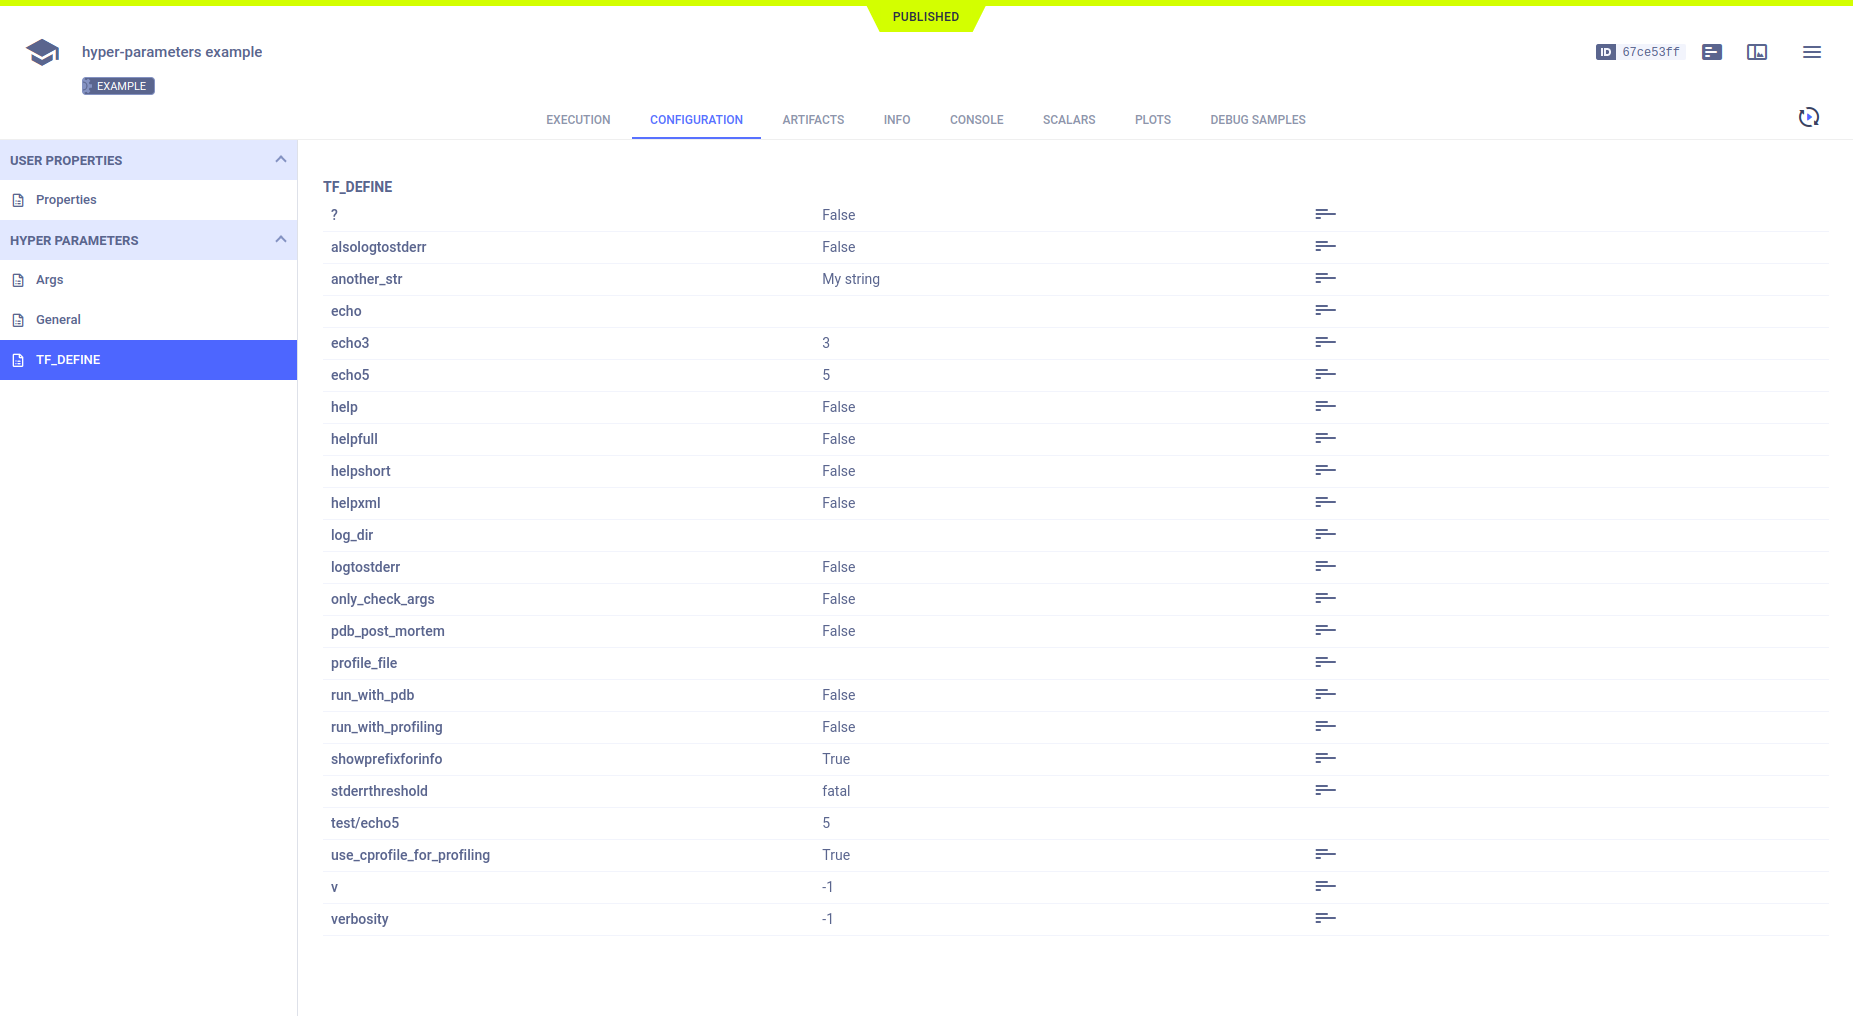 PUBLISHED
hyper-parameters example
ID 67ce53ff
EXAMPLE
EXECUTION CONFIGURATION ARTIFACTS INFO CONSOLE SCALARS PLOTS DEBUG SAMPLES
USER PROPERTIES
Properties
HYPER PARAMETERS
Args
General
TF_DEFINE
TF_DEFINE
? False
alsologtostderr False
another_str My string
echo
echo3 3
echo5 5
help False
helpfull False
helpshort False
helpxml False
log_dir
logtostderr False
only_check_args False
pdb_post_mortem False
profile_file
run_with_pdb False
run_with_profiling False
showprefixforinfo True
stderrthreshold fatal
test/echo5 5
use_cprofile_for_profiling True
v -1
verbosity -1